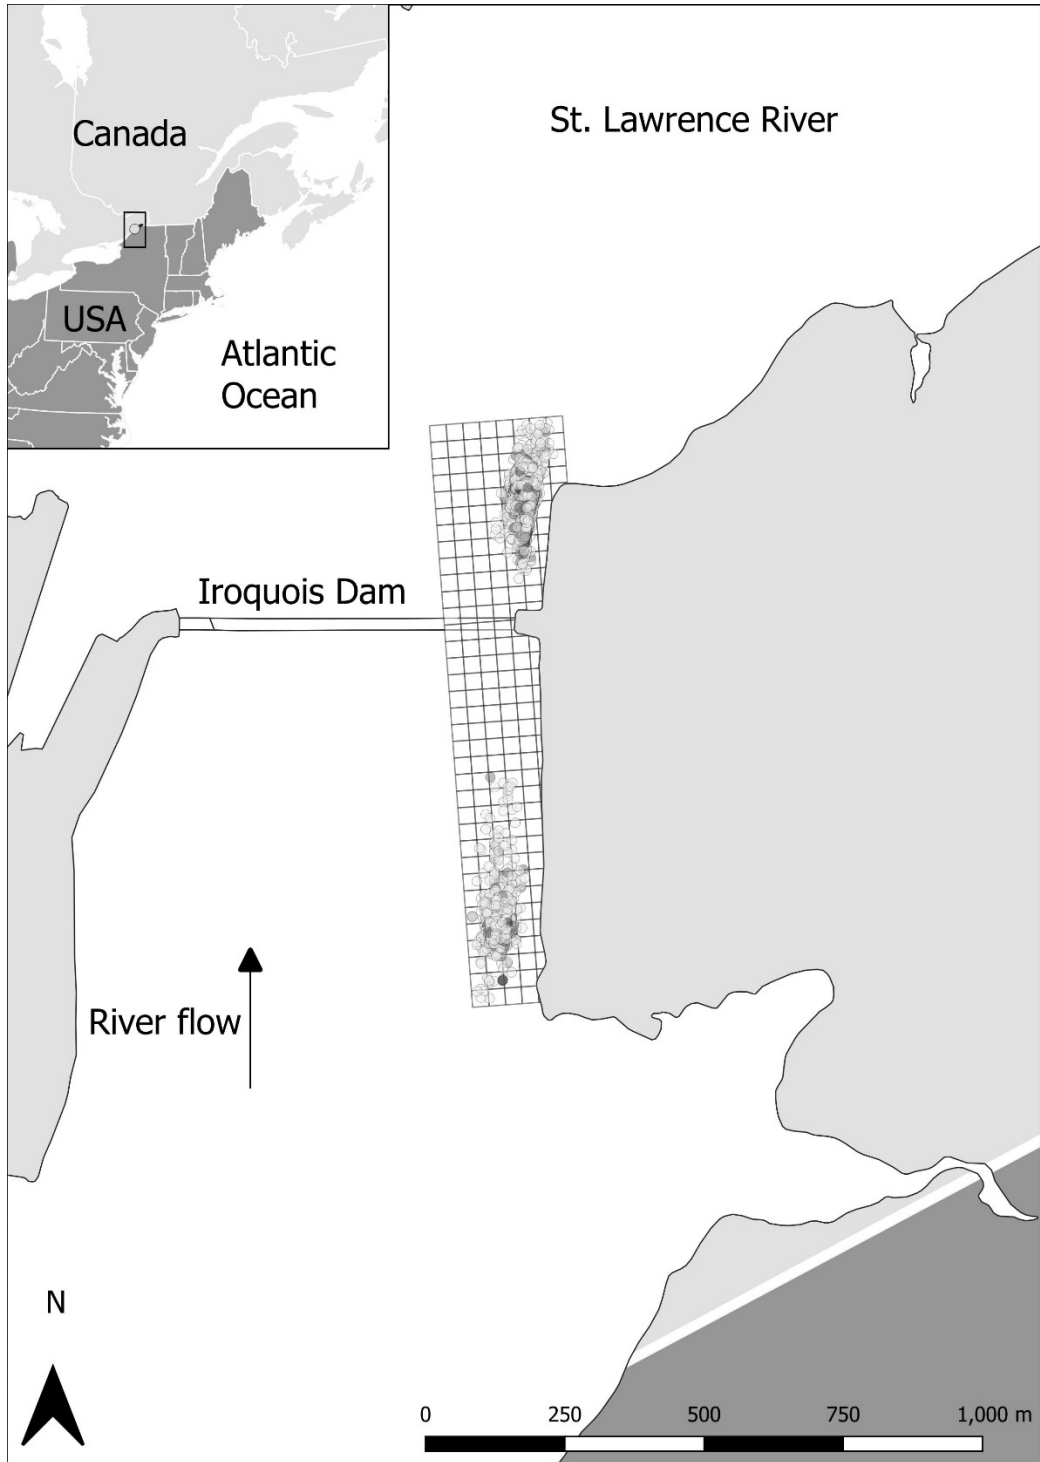 Canada
St. Lawrence River
USA
Atlantic
Ocean
Iroquois Dam
River flow
N
0 250 500 750 1,000 m